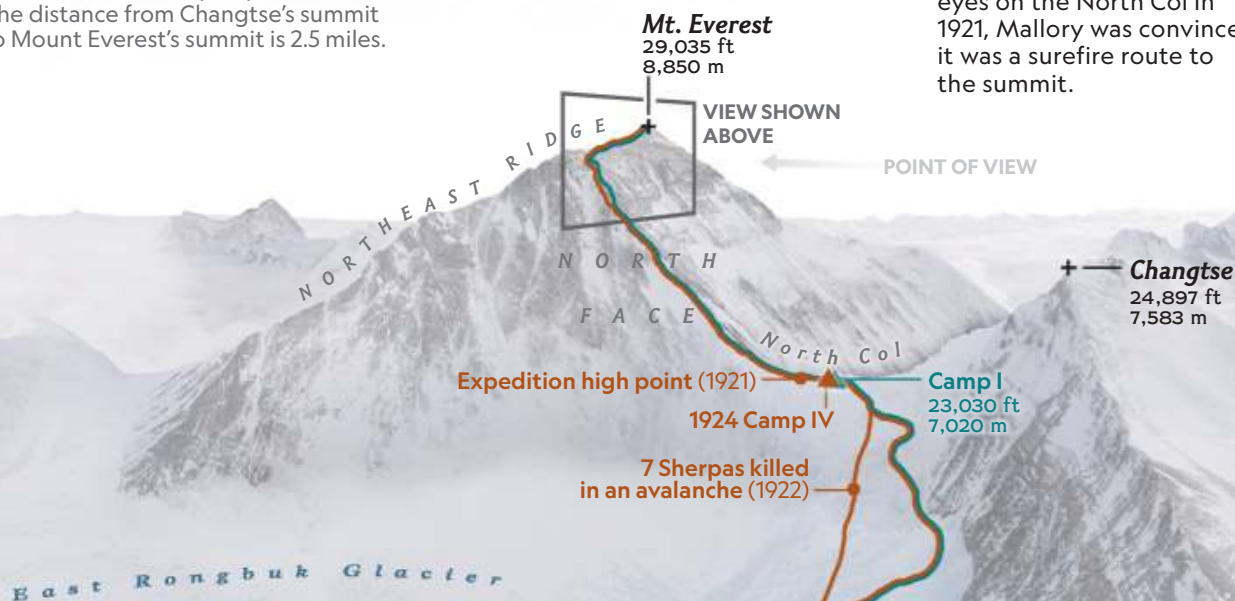 he distance from Changtse's summit
o Mount Everest's summit is 2.5 miles.
eyes on the North Col in
1921, Mallory was convince
it was a surefire route to
the summit.
Mt. Everest
29,035 ft
8,850 m
VIEW SHOWN
ABOVE
POINT OF VIEW
NORTHEAST RIDGE
NORTH
FACE
Changtse
24,897 ft
7,583 m
North Col
Expedition high point (1921)
1924 Camp IV
Camp I
23,030 ft
7,020 m
7 Sherpas killed
in an avalanche (1922)
East Rongbuk Glacier